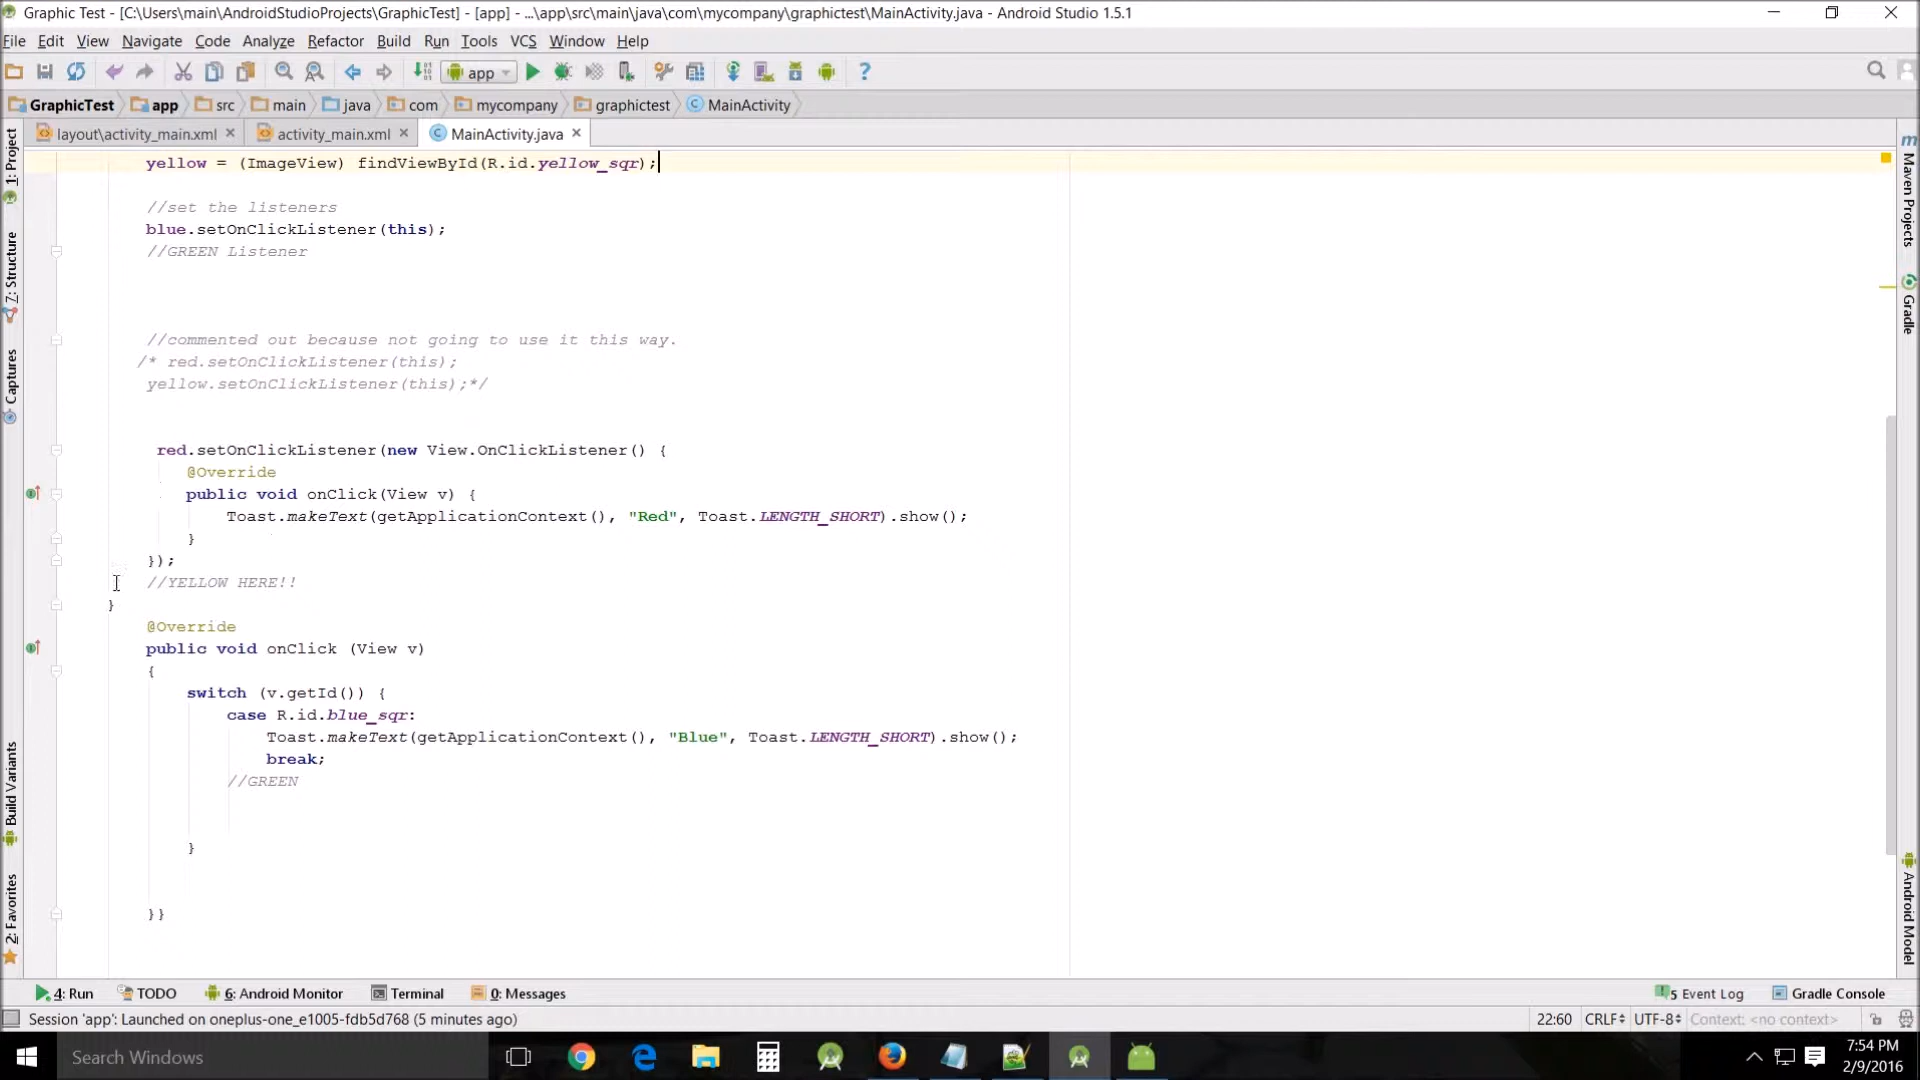 Graphic Test - [C:\Users\main\AndroidStudioProjects\GraphicTest] - [app] - ...\app\src\main\java\com\mycompany\graphictest\MainActivity.java - Android Studio 1.5.1
File Edit View Navigate Code Analyze Refactor Build Run Tools VCS Window Help
app
GraphicTest app src main java com mycompany graphictest MainActivity
layout\activity_main.xml activity_main.xml MainActivity.java
1: Project
7: Structure
Captures
Build Variants
2: Favorites
yellow = (ImageView) findViewById(R.id.yellow_sqr);
//set the listeners
blue.setOnClickListener(this);
//GREEN Listener
//commented out because not going to use it this way.
/* red.setOnClickListener(this);
yellow.setOnClickListener(this);*/
red.setOnClickListener(new View.OnClickListener() {
@Override
public void onClick(View v) {
Toast.makeText(getApplicationContext(), "Red", Toast.LENGTH_SHORT).show();
}
});
//YELLOW HERE!!
}
@Override
public void onClick (View v)
{
switch (v.getId()) {
case R.id.blue_sqr:
Toast.makeText(getApplicationContext(), "Blue", Toast.LENGTH_SHORT).show();
break;
//GREEN
}
}}
Maven Projects
Gradle
Android Model
4: Run TODO 6: Android Monitor Terminal 0: Messages 5 Event Log Gradle Console
Session 'app': Launched on oneplus-one_e1005-fdb5d768 (5 minutes ago) 22:60 CRLF UTF-8 Context: <no context>
Search Windows
7:54 PM
2/9/2016